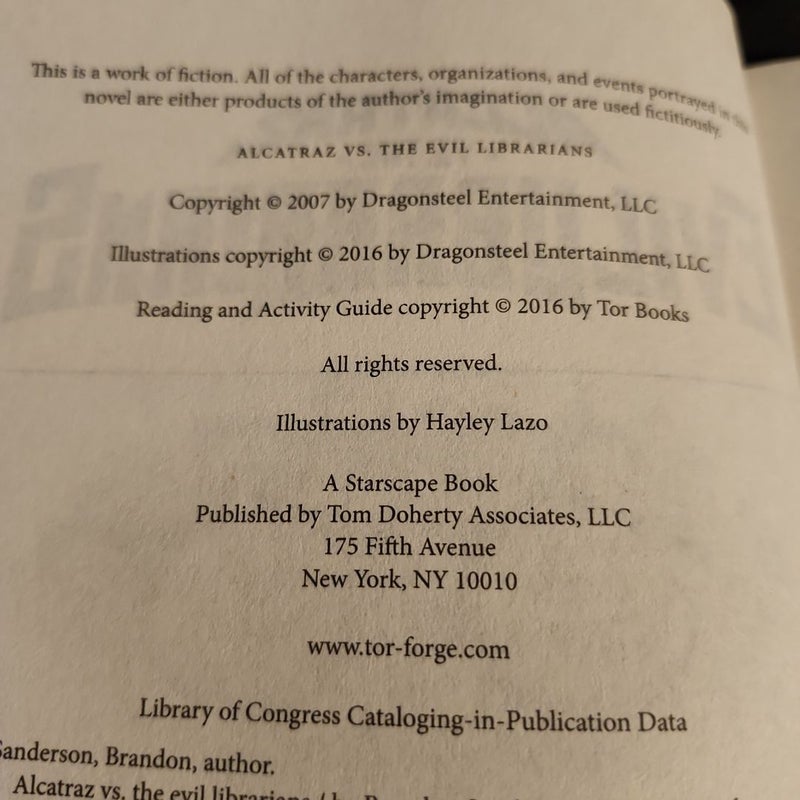 This is a work of fiction. All of the characters, organizations, and events portrayed in this
novel are either products of the author's imagination or are used fictitiously.
ALCATRAZ VS. THE EVIL LIBRARIANS
Copyright © 2007 by Dragonsteel Entertainment, LLC
Illustrations copyright © 2016 by Dragonsteel Entertainment, LLC
Reading and Activity Guide copyright © 2016 by Tor Books
All rights reserved.
Illustrations by Hayley Lazo
A Starscape Book
Published by Tom Doherty Associates, LLC
175 Fifth Avenue
New York, NY 10010
www.tor-forge.com
Library of Congress Cataloging-in-Publication Data
Sanderson, Brandon, author.
Alcatraz vs. the evil librarians / by